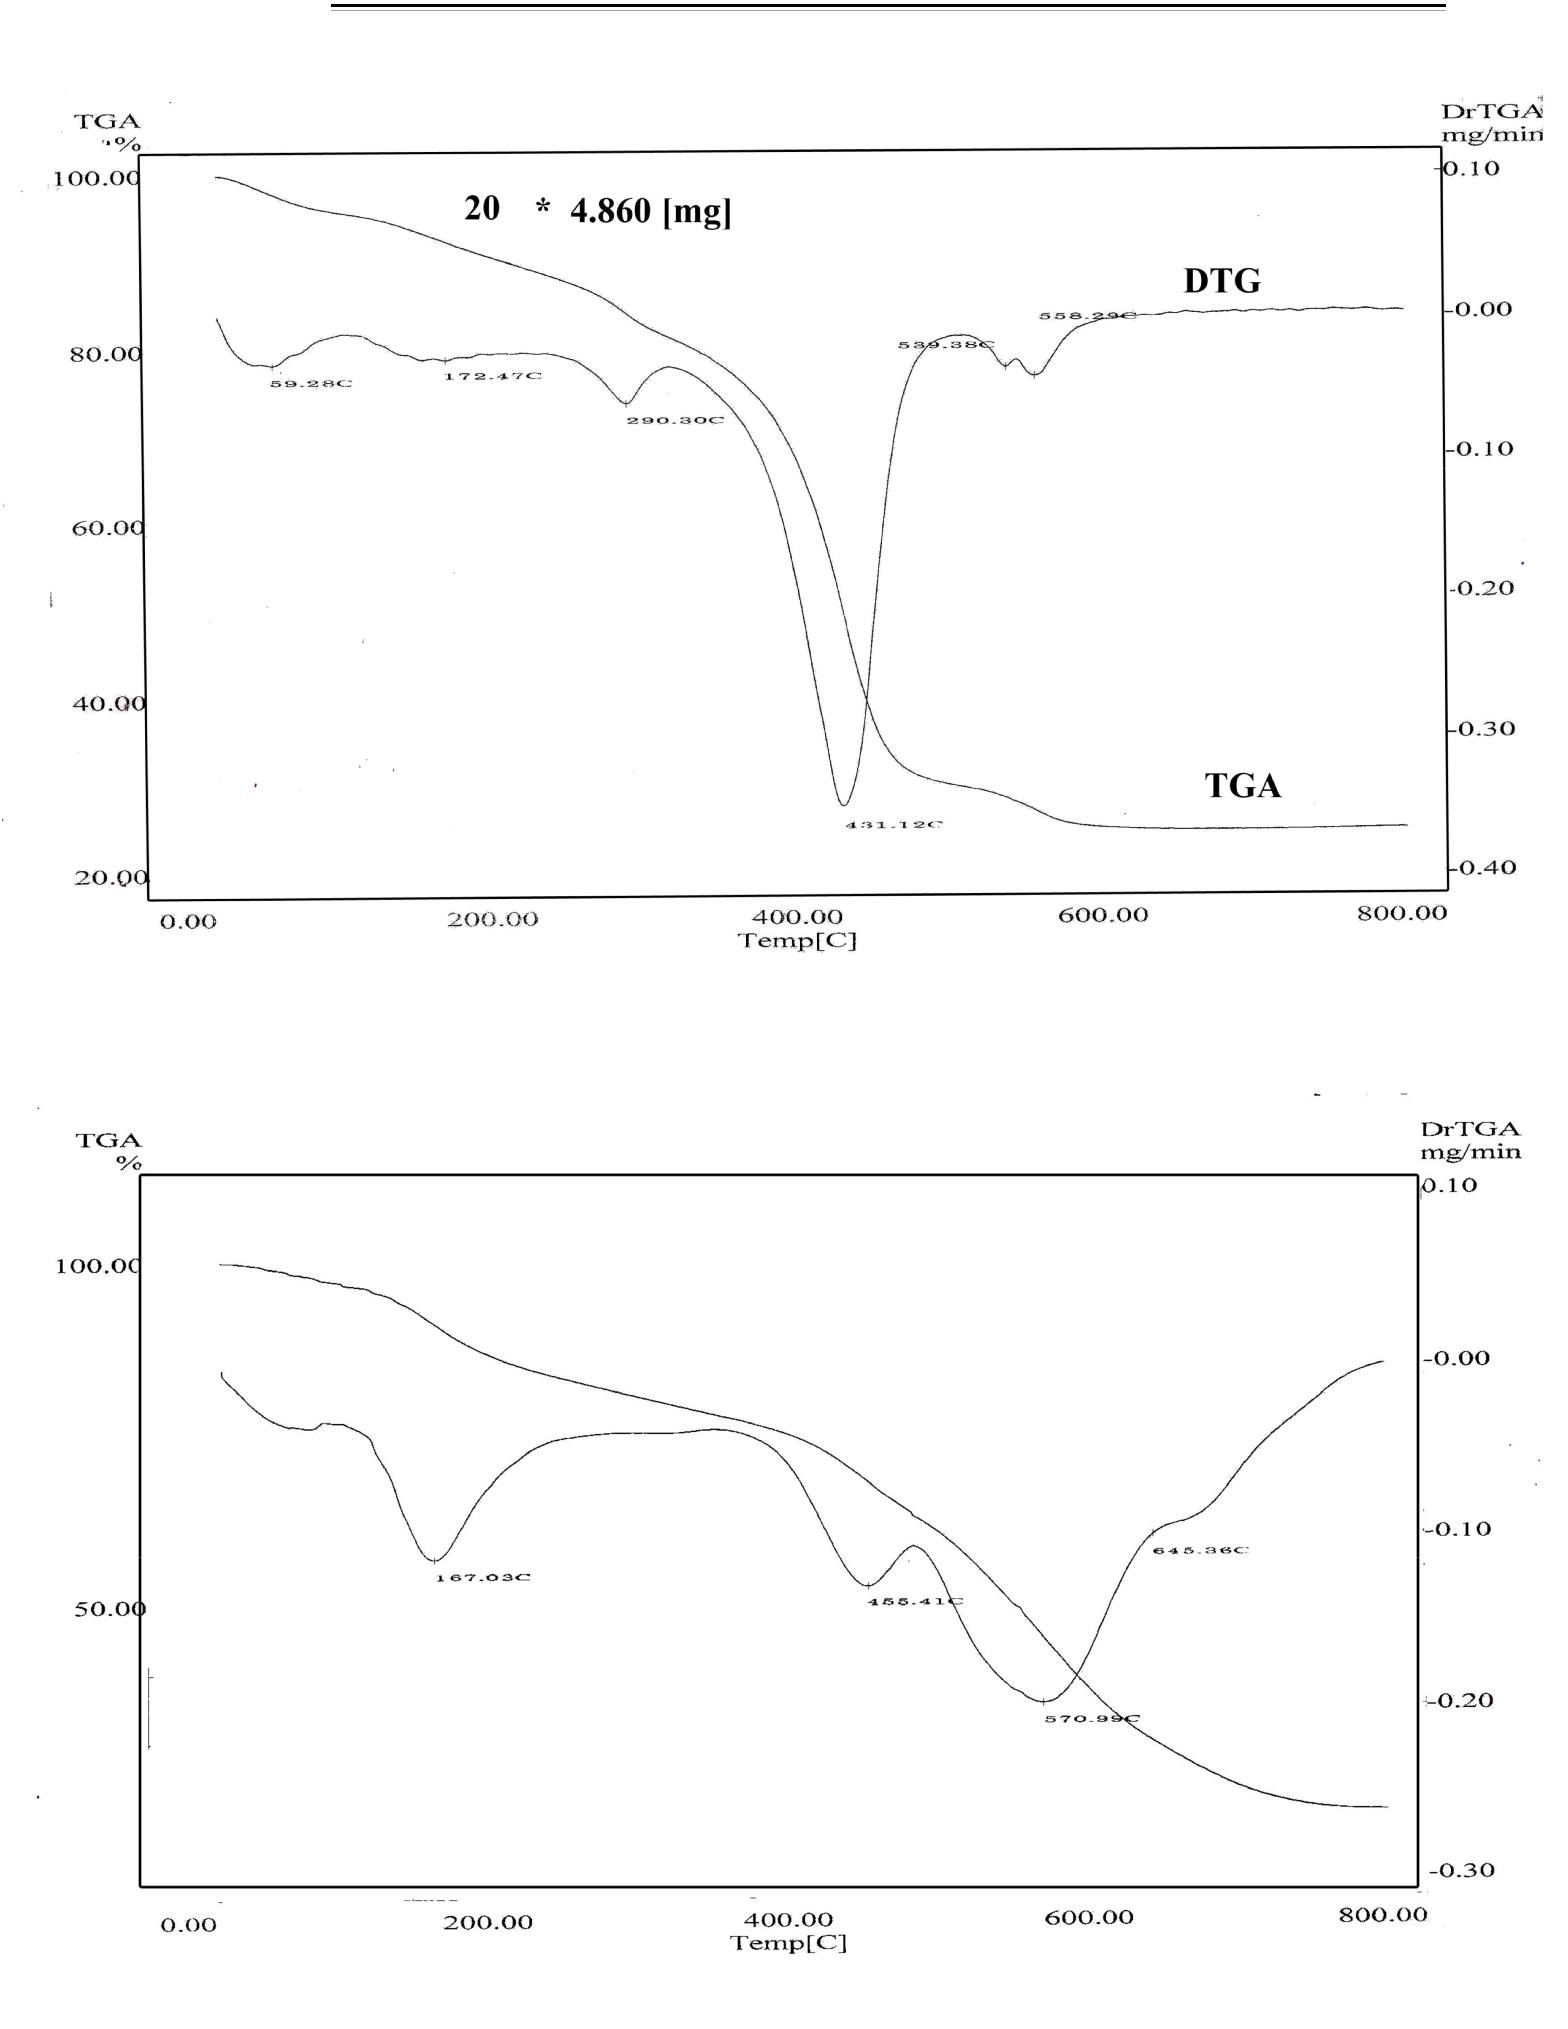 TGA
%
DrTGA
mg/min
100.00
0.10
20 * 4.860 [mg]
DTG
558.29C
-0.00
539.38C
80.00
59.28C
172.47C
290.30C
-0.10
60.00
-0.20
40.00
-0.30
TGA
431.12C
20.00
-0.40
0.00 200.00 400.00 600.00 800.00
Temp[C]
TGA
%
DrTGA
mg/min
0.10
100.00
-0.00
-0.10
645.36C
167.03C
455.41C
50.00
-0.20
570.99C
-0.30
0.00 200.00 400.00 600.00 800.00
Temp[C]